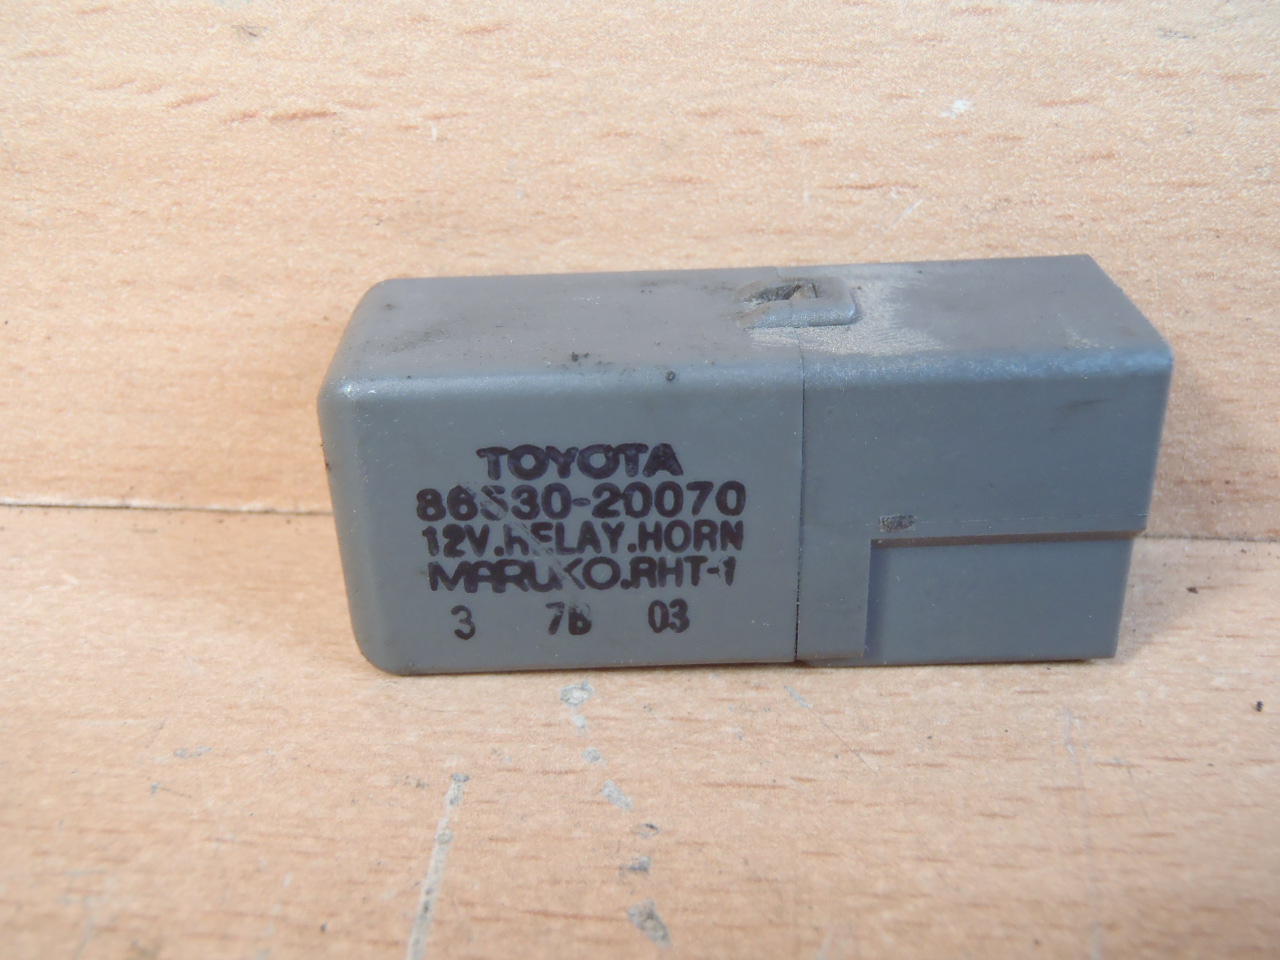 TOYOTA
86530-20070
12V.RELAY.HORN
MARUKO.RHT-1
3 7B 03